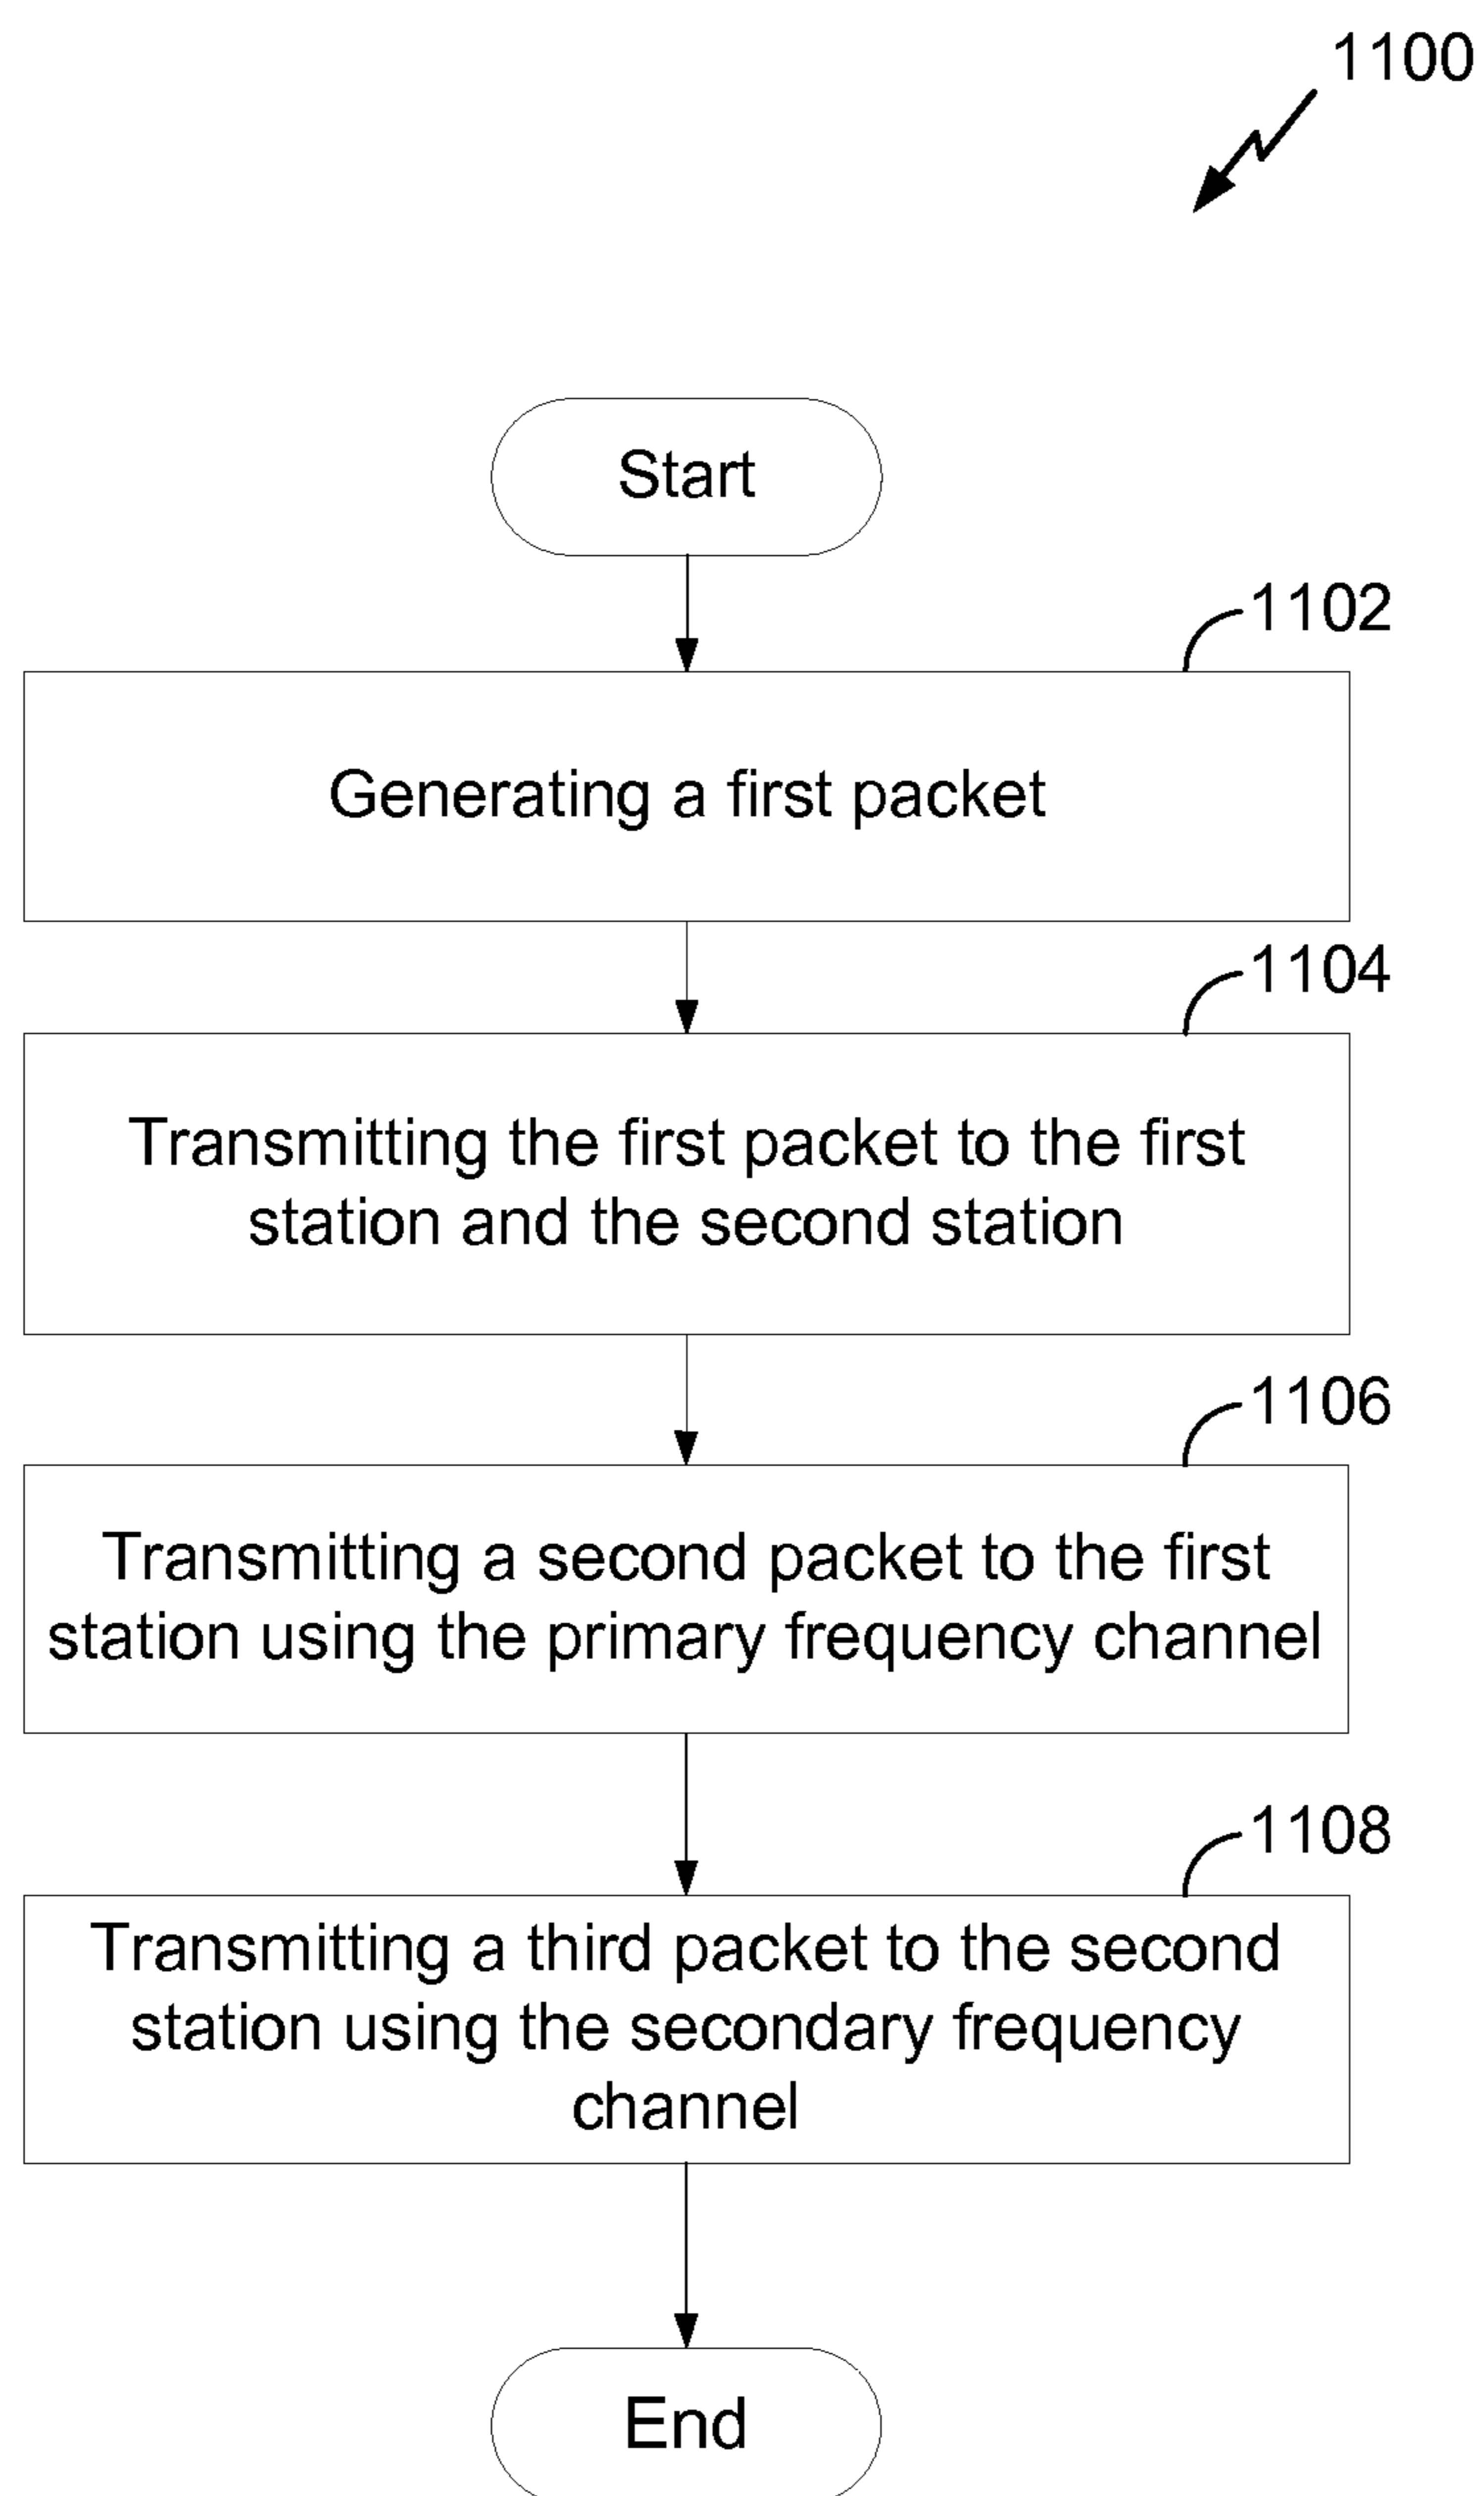 1100
Start
1102
Generating a first packet
1104
Transmitting the first packet to the first
station and the second station
1106
Transmitting a second packet to the first
station using the primary frequency channel
1108
Transmitting a third packet to the second
station using the secondary frequency
channel
End